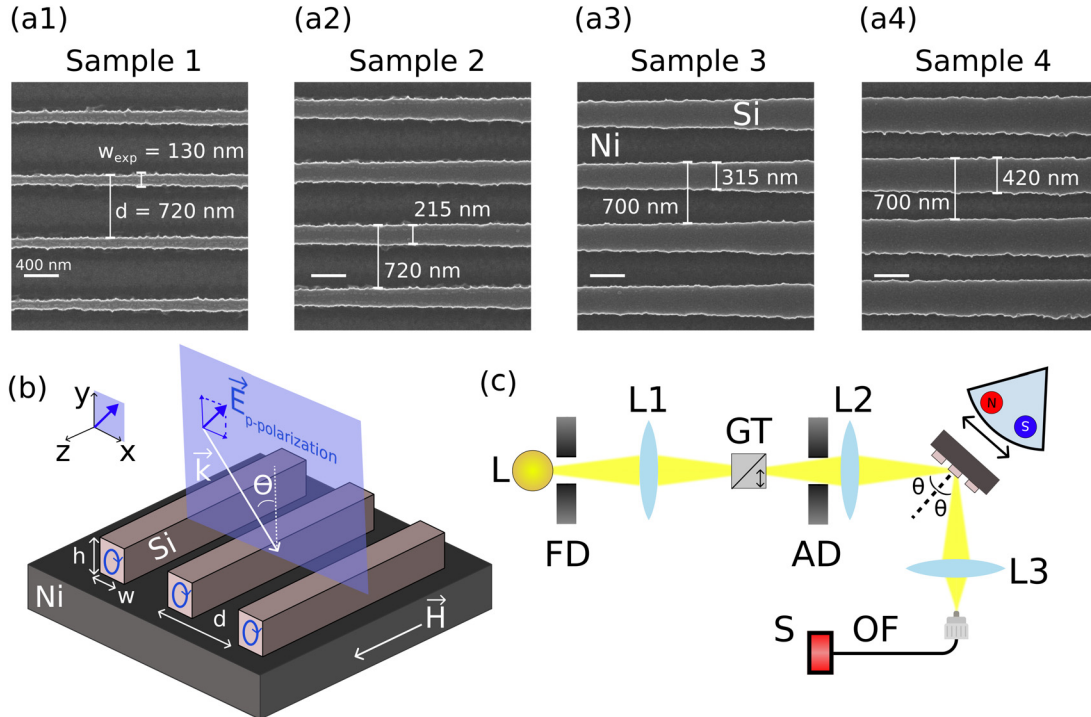 (a1)
Sample 1
w exp = 130 nm
d = 720 nm
400 nm
(a2)
Sample 2
215 nm
720 nm
(a3)
Sample 3
Si
Ni
315 nm
700 nm
(a4)
Sample 4
420 nm
700 nm
(b)
y
z
x
E p-polarization
k
Θ
Si
h
w
Ni
d
H
(c)
L
FD
L1
GT
AD
L2
N
S
θ
θ
L3
S
OF